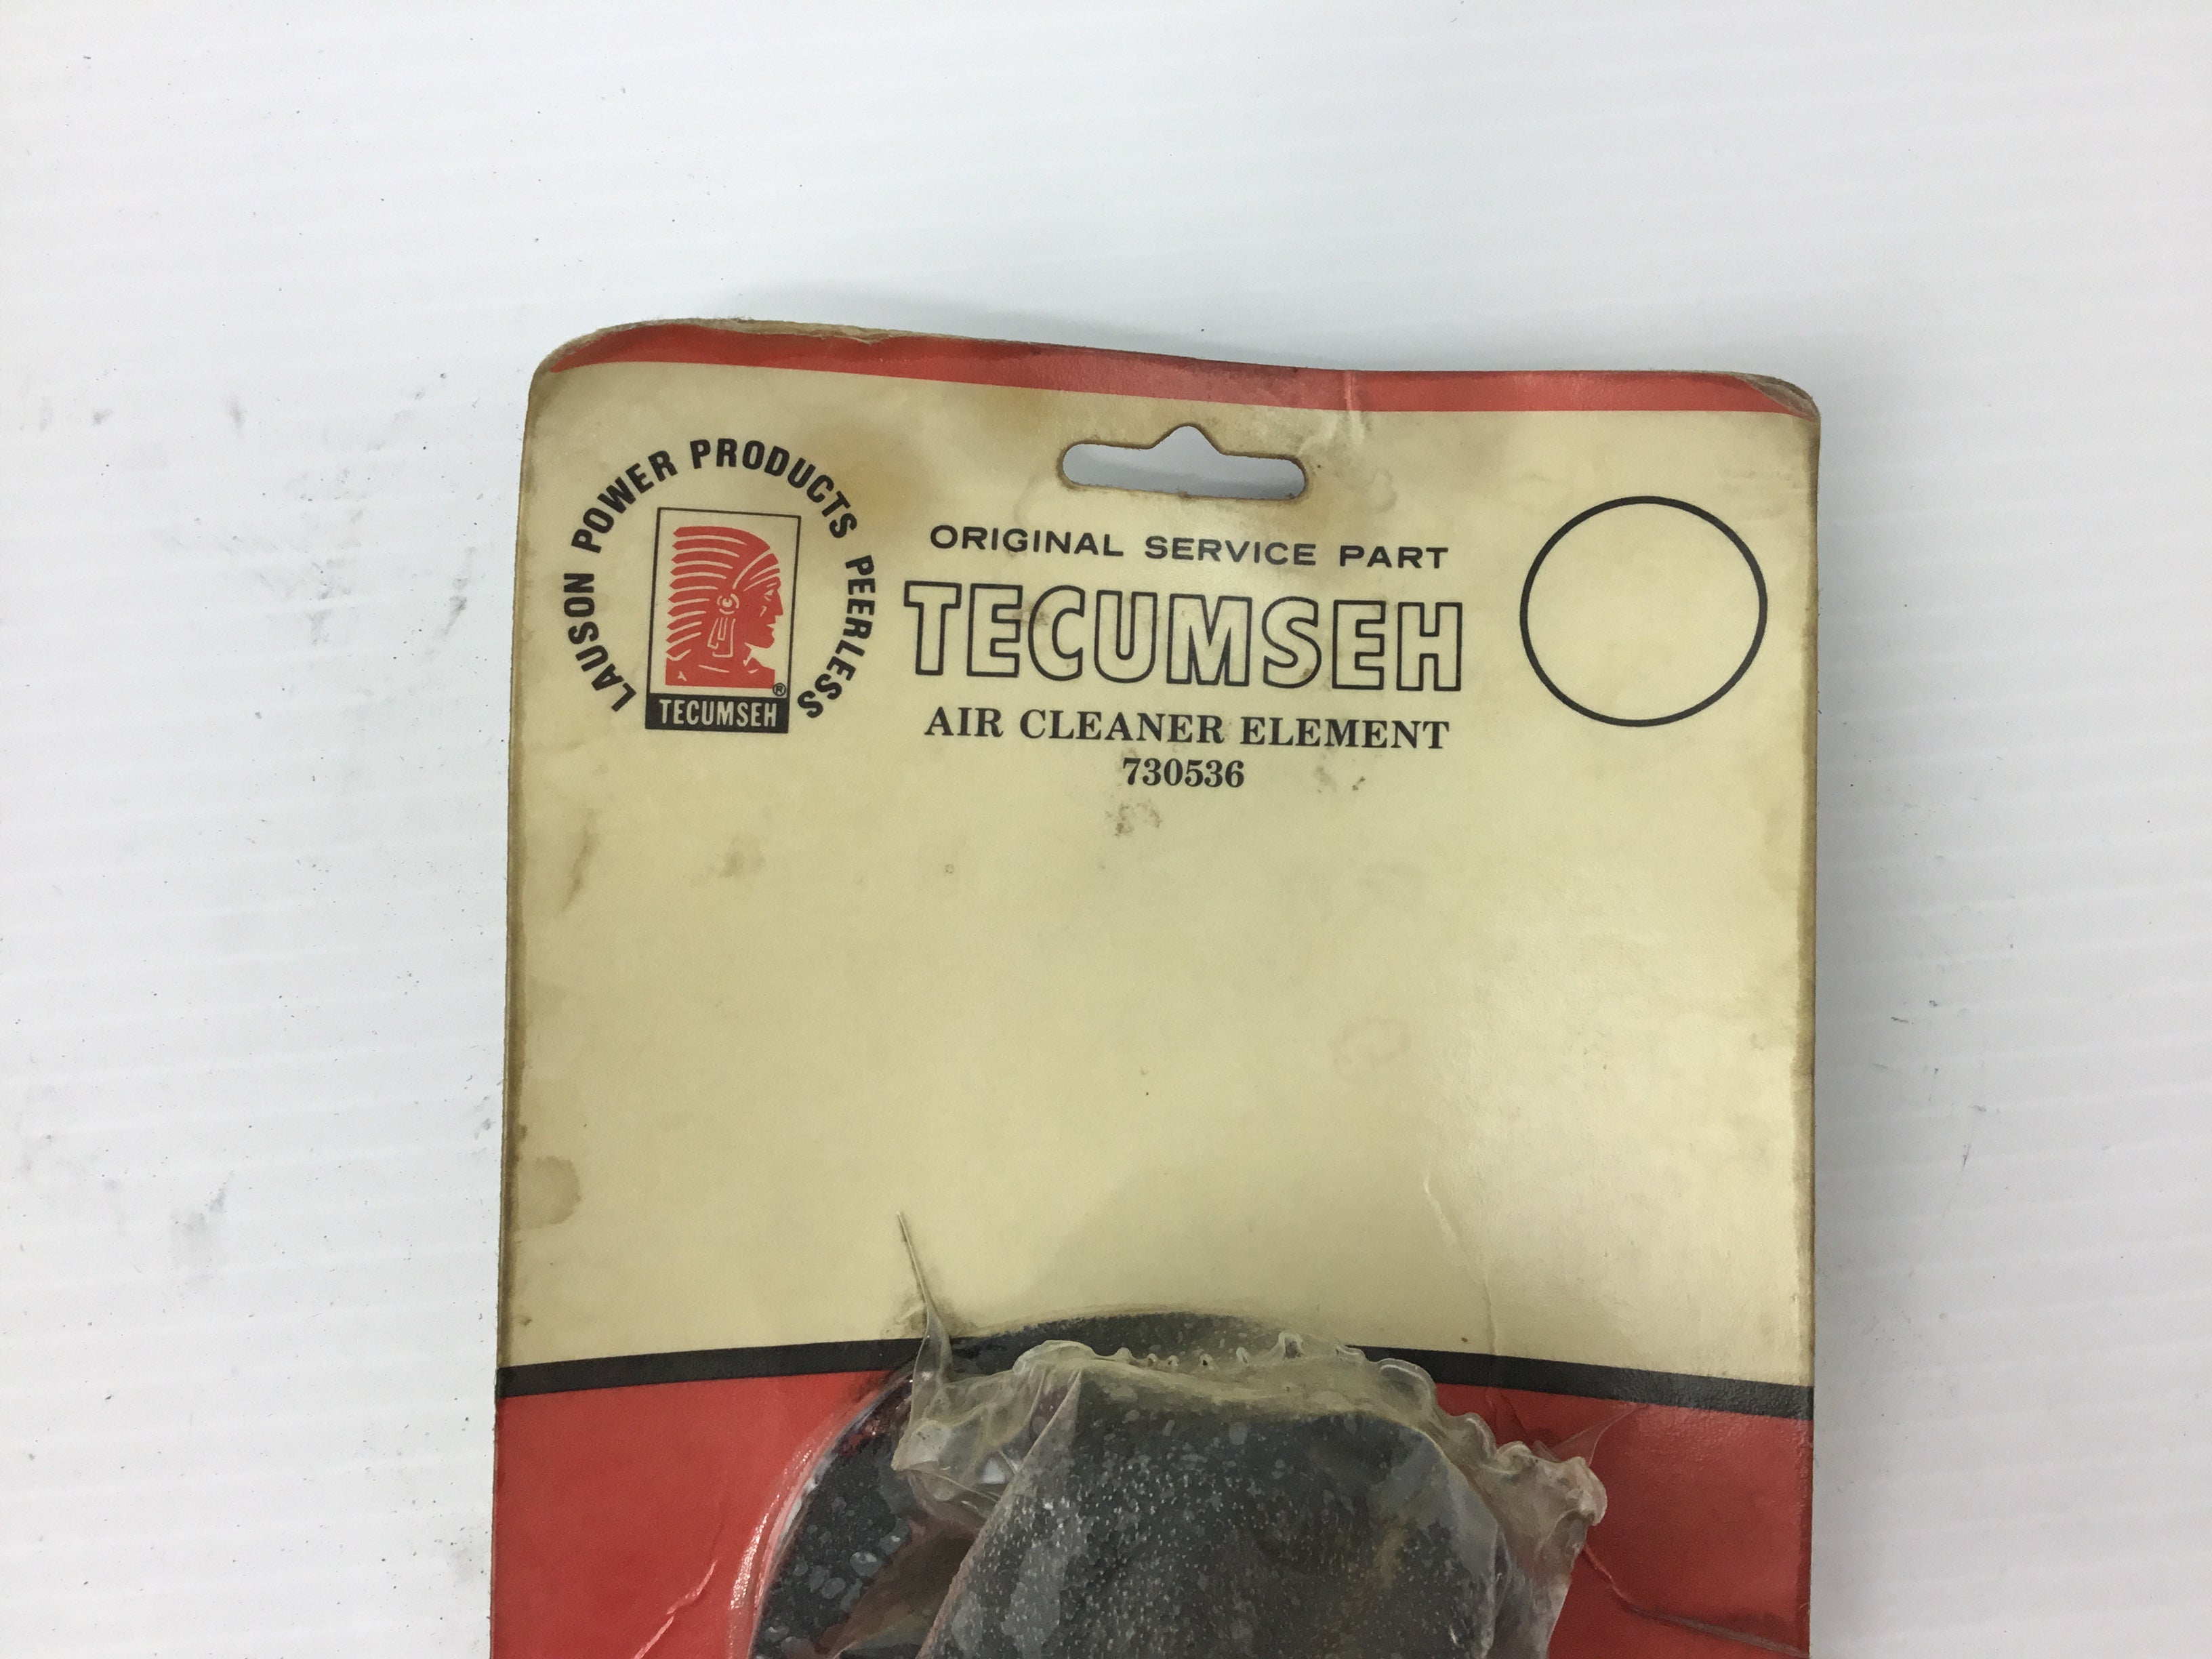 LAUSON POWER PRODUCTS PEERLESS
®
TECUMSEH
ORIGINAL SERVICE PART
TECUMSEH
AIR CLEANER ELEMENT
730536